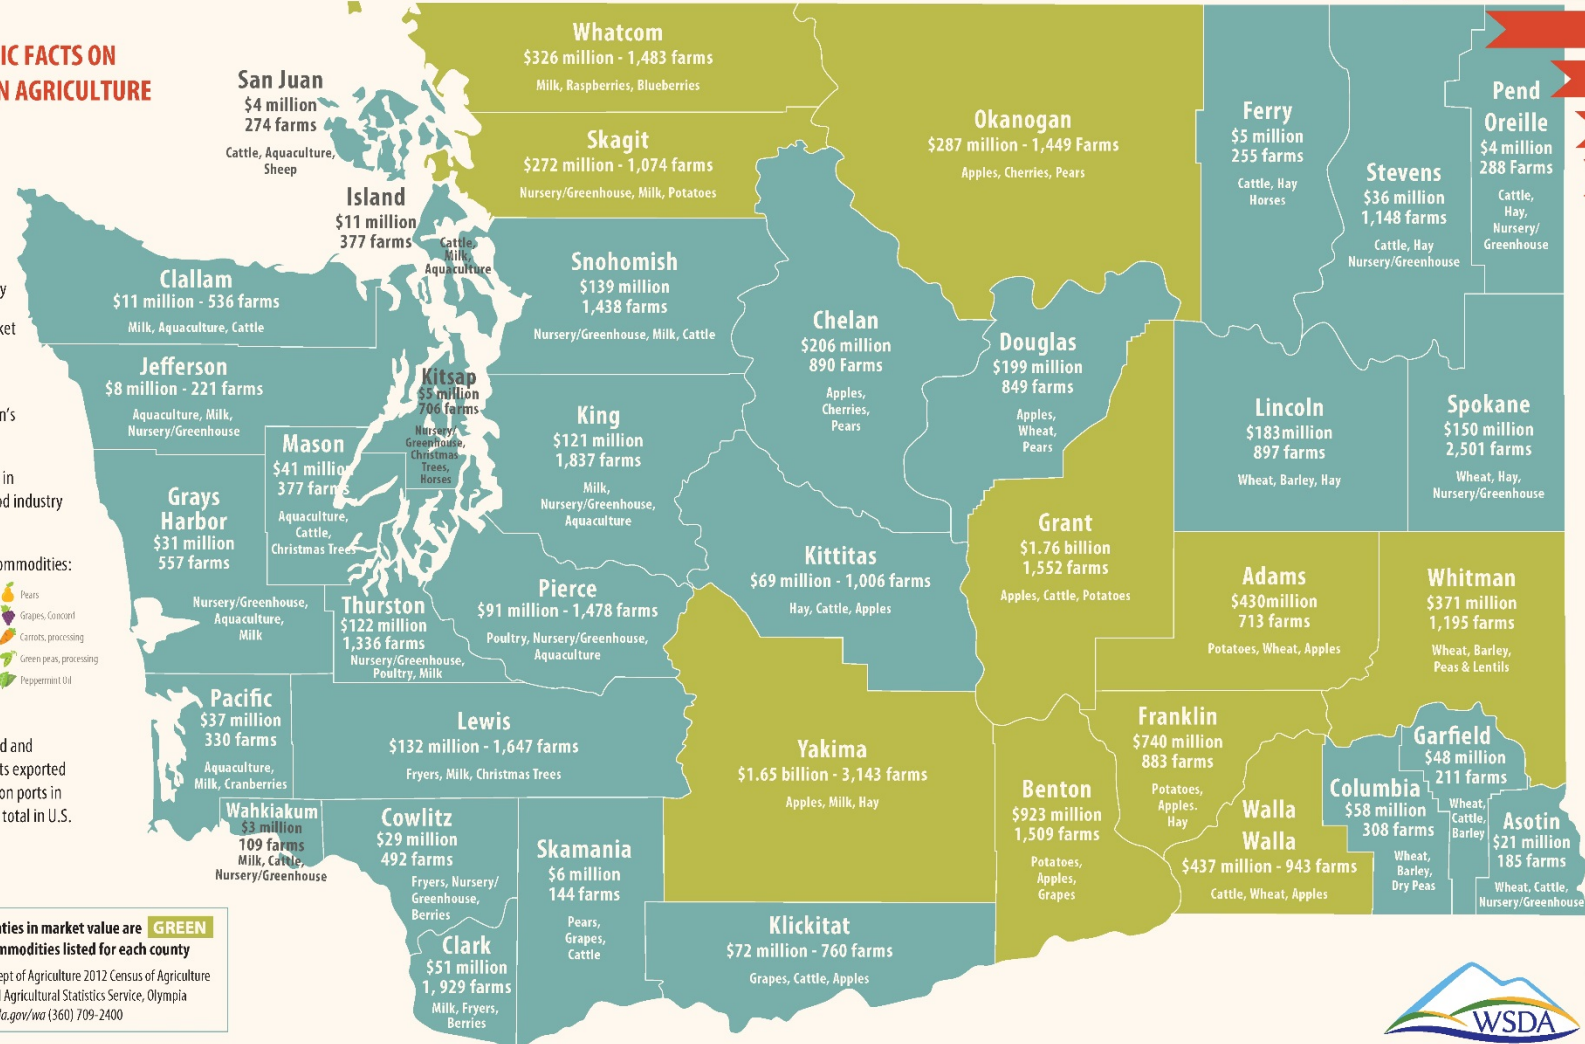 IC FACTS ON
N AGRICULTURE
San Juan
$4 million
274 farms
Cattle, Aquaculture,
Sheep
Island
$11 million
377 farms
Cattle,
Milk,
Aquaculture
Whatcom
$326 million - 1,483 farms
Milk, Raspberries, Blueberries
Skagit
$272 million - 1,074 farms
Nursery/Greenhouse, Milk, Potatoes
Okanogan
$287 million - 1,449 Farms
Apples, Cherries, Pears
Ferry
$5 million
255 farms
Cattle, Hay
Horses
Stevens
$36 million
1,148 farms
Cattle, Hay
Nursery/Greenhouse
Pend
Oreille
$4 million
288 Farms
Cattle,
Hay,
Nursery/
Greenhouse
Clallam
$11 million - 536 farms
Milk, Aquaculture, Cattle
Snohomish
$139 million
1,438 farms
Nursery/Greenhouse, Milk, Cattle
Chelan
$206 million
890 Farms
Apples,
Cherries,
Pears
Douglas
$199 million
849 farms
Apples,
Wheat,
Pears
Jefferson
$8 million - 221 farms
Aquaculture, Milk,
Nursery/Greenhouse
Kitsap
$5 million
706 farms
Nursery/
Greenhouse,
Christmas
Trees,
Horses
King
$121 million
1,837 farms
Milk,
Nursery/Greenhouse,
Aquaculture
Lincoln
$183million
897 farms
Wheat, Barley, Hay
Spokane
$150 million
2,501 farms
Wheat, Hay,
Nursery/Greenhouse
Mason
$41 million
377 farms
Aquaculture,
Cattle,
Christmas Trees
Grays
Harbor
$31 million
557 farms
Nursery/Greenhouse,
Aquaculture,
Milk
Thurston
$122 million
1,336 farms
Nursery/Greenhouse,
Poultry, Milk
Pierce
$91 million - 1,478 farms
Poultry, Nursery/Greenhouse,
Aquaculture
Kittitas
$69 million - 1,006 farms
Hay, Cattle, Apples
Grant
$1.76 billion
1,552 farms
Apples, Cattle, Potatoes
Adams
$430million
713 farms
Potatoes, Wheat, Apples
Whitman
$371 million
1,195 farms
Wheat, Barley,
Peas & Lentils
Pacific
$37 million
330 farms
Aquaculture,
Milk, Cranberries
Lewis
$132 million - 1,647 farms
Fryers, Milk, Christmas Trees
Yakima
$1.65 billion - 3,143 farms
Apples, Milk, Hay
Benton
$923 million
1,509 farms
Potatoes,
Apples,
Grapes
Franklin
$740 million
883 farms
Potatoes,
Apples.
Hay
Walla
Walla
$437 million - 943 farms
Cattle, Wheat, Apples
Columbia
$58 million
308 farms
Wheat,
Barley,
Dry Peas
Garfield
$48 million
211 farms
Wheat,
Cattle,
Barley
Asotin
$21 million
185 farms
Wheat, Cattle,
Nursery/Greenhouse
Wahkiakum
$3 million
109 farms
Milk, Cattle,
Nursery/Greenhouse
Cowlitz
$29 million
492 farms
Fryers, Nursery/
Greenhouse,
Berries
Clark
$51 million
1, 929 farms
Milk, Fryers,
Berries
Skamania
$6 million
144 farms
Pears,
Grapes,
Cattle
Klickitat
$72 million - 760 farms
Grapes, Cattle, Apples
y
ket
n's
in
od industry
ommodities:
Pears
Grapes, Concord
Carrots, processing
Green peas, processing
Peppermint Oil
d and
ts exported
on ports in
total in U.S.
nties in market value are GREEN
mmodities listed for each county
ept of Agriculture 2012 Census of Agriculture
l Agricultural Statistics Service, Olympia
da.gov/wa (360) 709-2400
WSDA